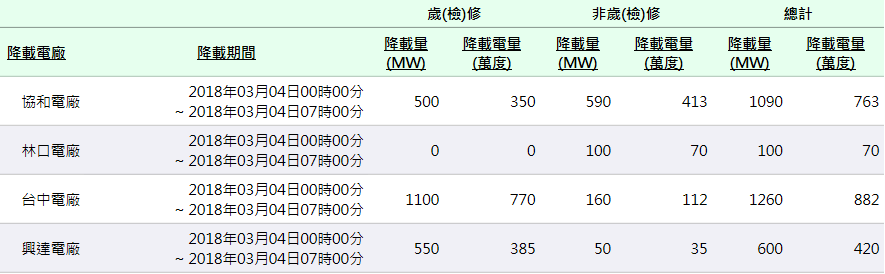 歲(檢)修 非歲(檢)修 總計
降載電廠 降載期間 降載量 (MW) 降載電量 (萬度) 降載量 (MW) 降載電量 (萬度) 降載量 (MW) 降載電量 (萬度)
協和電廠 2018年03月04日00時00分 500 350 590 413 1090 763
~ 2018年03月04日07時00分
林口電廠 2018年03月04日00時00分 0 0 100 70 100 70
~ 2018年03月04日07時00分
台中電廠 2018年03月04日00時00分 1100 770 160 112 1260 882
~ 2018年03月04日07時00分
興達電廠 2018年03月04日00時00分 550 385 50 35 600 420
~ 2018年03月04日07時00分